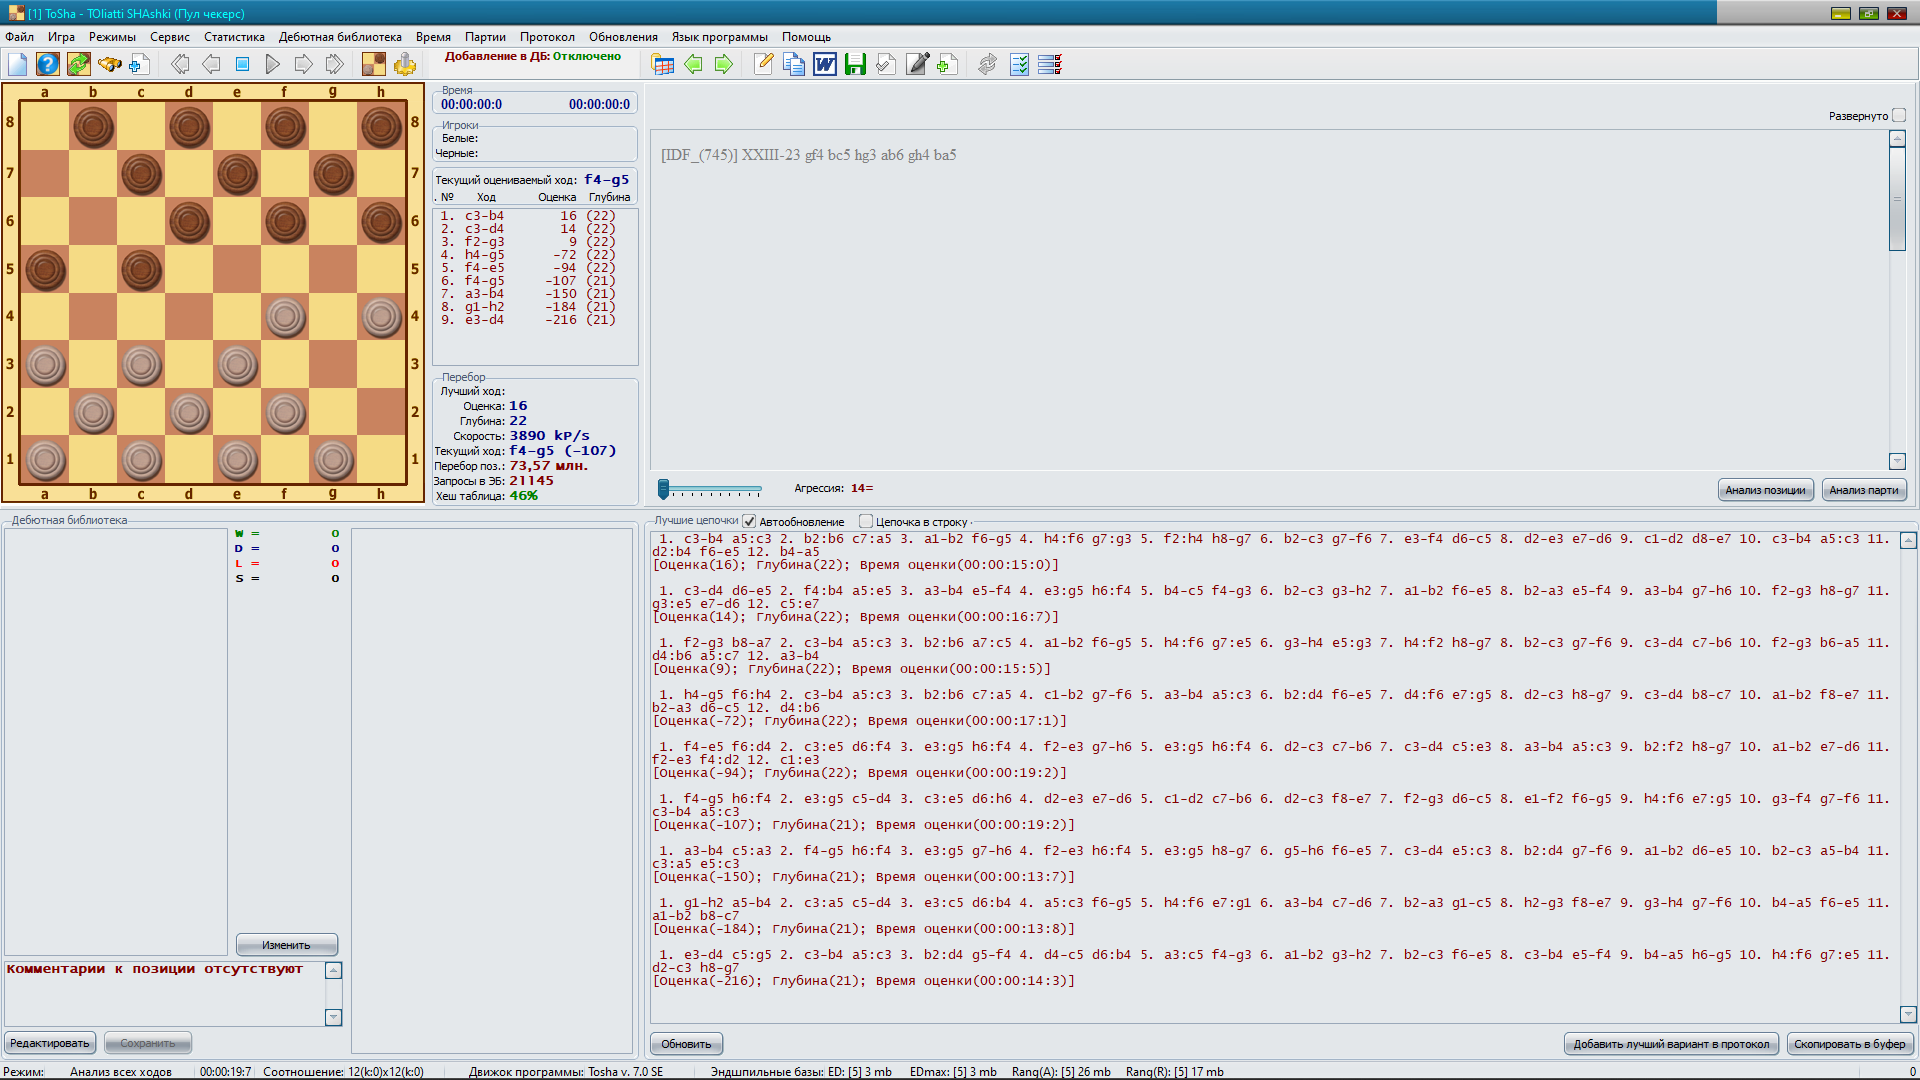 [1] ToSha - TOliatti SHAshki (Пул чекерс)
Файл Игра Режимы Сервис Статистика Дебютная библиотека Время Партии Протокол Обновления Язык программы Помощь
Добавление в ДБ: Отключено
a b c d e f g h
8 8
7 7
6 6
5 5
4 4
3 3
2 2
1 1
a b c d e f g h
Время
00:00:00:0 00:00:00:0
Игроки
Белые:
Черные:
Текущий оцениваемый ход: f4-g5
. № Ход Оценка Глубина
1. c3-b4 16 (22)
2. c3-d4 14 (22)
3. f2-g3 9 (22)
4. h4-g5 -72 (22)
5. f4-e5 -94 (22)
6. f4-g5 -107 (21)
7. a3-b4 -150 (21)
8. g1-h2 -184 (21)
9. e3-d4 -216 (21)
Перебор
Лучший ход:
Оценка: 16
Глубина: 22
Скорость: 3890 kP/s
Текущий ход: f4-g5 (-107)
Перебор поз.: 73,57 млн.
Запросы в ЭБ: 21145
Хеш таблица: 46%
Развернуто
[IDF_(745)] XXIII-23 gf4 bc5 hg3 ab6 gh4 ba5
Агрессия: 14=
Анализ позиции Анализ парти
Дебютная библиотека
W = 0
D = 0
L = 0
S = 0
Изменить
Комментарии к позиции отсутствуют
Редактировать Сохранить
Лучшие цепочки Автообновление Цепочка в строку
1. c3-b4 a5:c3 2. b2:b6 c7:a5 3. a1-b2 f6-g5 4. h4:f6 g7:g3 5. f2:h4 h8-g7 6. b2-c3 g7-f6 7. e3-f4 d6-c5 8. d2-e3 e7-d6 9. c1-d2 d8-e7 10. c3-b4 a5:c3 11.
d2:b4 f6-e5 12. b4-a5
[Оценка(16); Глубина(22); Время оценки(00:00:15:0)]
1. c3-d4 d6-e5 2. f4:b4 a5:e5 3. a3-b4 e5-f4 4. e3:g5 h6:f4 5. b4-c5 f4-g3 6. b2-c3 g3-h2 7. a1-b2 f6-e5 8. b2-a3 e5-f4 9. a3-b4 g7-h6 10. f2-g3 h8-g7 11.
g3:e5 e7-d6 12. c5:e7
[Оценка(14); Глубина(22); Время оценки(00:00:16:7)]
1. f2-g3 b8-a7 2. c3-b4 a5:c3 3. b2:b6 a7:c5 4. a1-b2 f6-g5 5. h4:f6 g7:e5 6. g3-h4 e5:g3 7. h4:f2 h8-g7 8. b2-c3 g7-f6 9. c3-d4 c7-b6 10. f2-g3 b6-a5 11.
d4:b6 a5:c7 12. a3-b4
[Оценка(9); Глубина(22); Время оценки(00:00:15:5)]
1. h4-g5 f6:h4 2. c3-b4 a5:c3 3. b2:b6 c7:a5 4. c1-b2 g7-f6 5. a3-b4 a5:c3 6. b2:d4 f6-e5 7. d4:f6 e7:g5 8. d2-c3 h8-g7 9. c3-d4 b8-c7 10. a1-b2 f8-e7 11.
b2-a3 d6-c5 12. d4:b6
[Оценка(-72); Глубина(22); Время оценки(00:00:17:1)]
1. f4-e5 f6:d4 2. c3:e5 d6:f4 3. e3:g5 h6:f4 4. f2-e3 g7-h6 5. e3:g5 h6:f4 6. d2-c3 c7-b6 7. c3-d4 c5:e3 8. a3-b4 a5:c3 9. b2:f2 h8-g7 10. a1-b2 e7-d6 11.
f2-e3 f4:d2 12. c1:e3
[Оценка(-94); Глубина(22); Время оценки(00:00:19:2)]
1. f4-g5 h6:f4 2. e3:g5 c5-d4 3. c3:e5 d6:h6 4. d2-e3 e7-d6 5. c1-d2 c7-b6 6. d2-c3 f8-e7 7. f2-g3 d6-c5 8. e1-f2 f6-g5 9. h4:f6 e7:g5 10. g3-f4 g7-f6 11.
c3-b4 a5:c3
[Оценка(-107); Глубина(21); Время оценки(00:00:19:2)]
1. a3-b4 c5:a3 2. f4-g5 h6:f4 3. e3:g5 g7-h6 4. f2-e3 h6:f4 5. e3:g5 h8-g7 6. g5-h6 f6-e5 7. c3-d4 e5:c3 8. b2:d4 g7-f6 9. a1-b2 d6-e5 10. b2-c3 a5-b4 11.
c3:a5 e5:c3
[Оценка(-150); Глубина(21); Время оценки(00:00:13:7)]
1. g1-h2 a5-b4 2. c3:a5 c5-d4 3. e3:c5 d6:b4 4. a5:c3 f6-g5 5. h4:f6 e7:g1 6. a3-b4 c7-d6 7. b2-a3 g1-c5 8. h2-g3 f8-e7 9. g3-h4 g7-f6 10. b4-a5 f6-e5 11.
a1-b2 b8-c7
[Оценка(-184); Глубина(21); Время оценки(00:00:13:8)]
1. e3-d4 c5:g5 2. c3-b4 a5:c3 3. b2:d4 g5-f4 4. d4-c5 d6:b4 5. a3:c5 f4-g3 6. a1-b2 g3-h2 7. b2-c3 f6-e5 8. c3-b4 e5-f4 9. b4-a5 h6-g5 10. h4:f6 g7:e5 11.
d2-c3 h8-g7
[Оценка(-216); Глубина(21); Время оценки(00:00:14:3)]
Обновить Добавить лучший вариант в протокол Скопировать в буфер
Режим: Анализ всех ходов 00:00:19:7 Соотношение: 12(k:0)x12(k:0) Движок программы: Tosha v. 7.0 SE Эндшпильные базы: ED: [5] 3 mb EDmax: [5] 3 mb Rang(A): [5] 26 mb Rang(R): [5] 17 mb 0